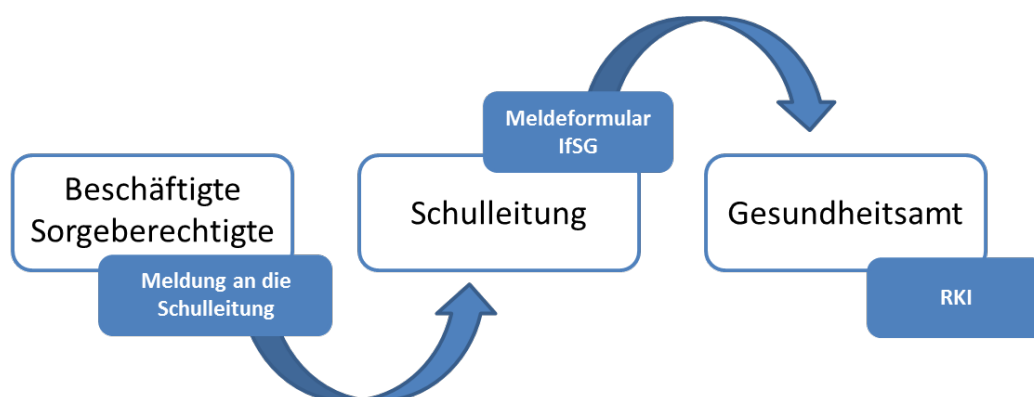 Beschäftigte
Sorgeberechtigte
Meldung an die
Schulleitung
Schulleitung
Meldeformular
IfSG
Gesundheitsamt
RKI